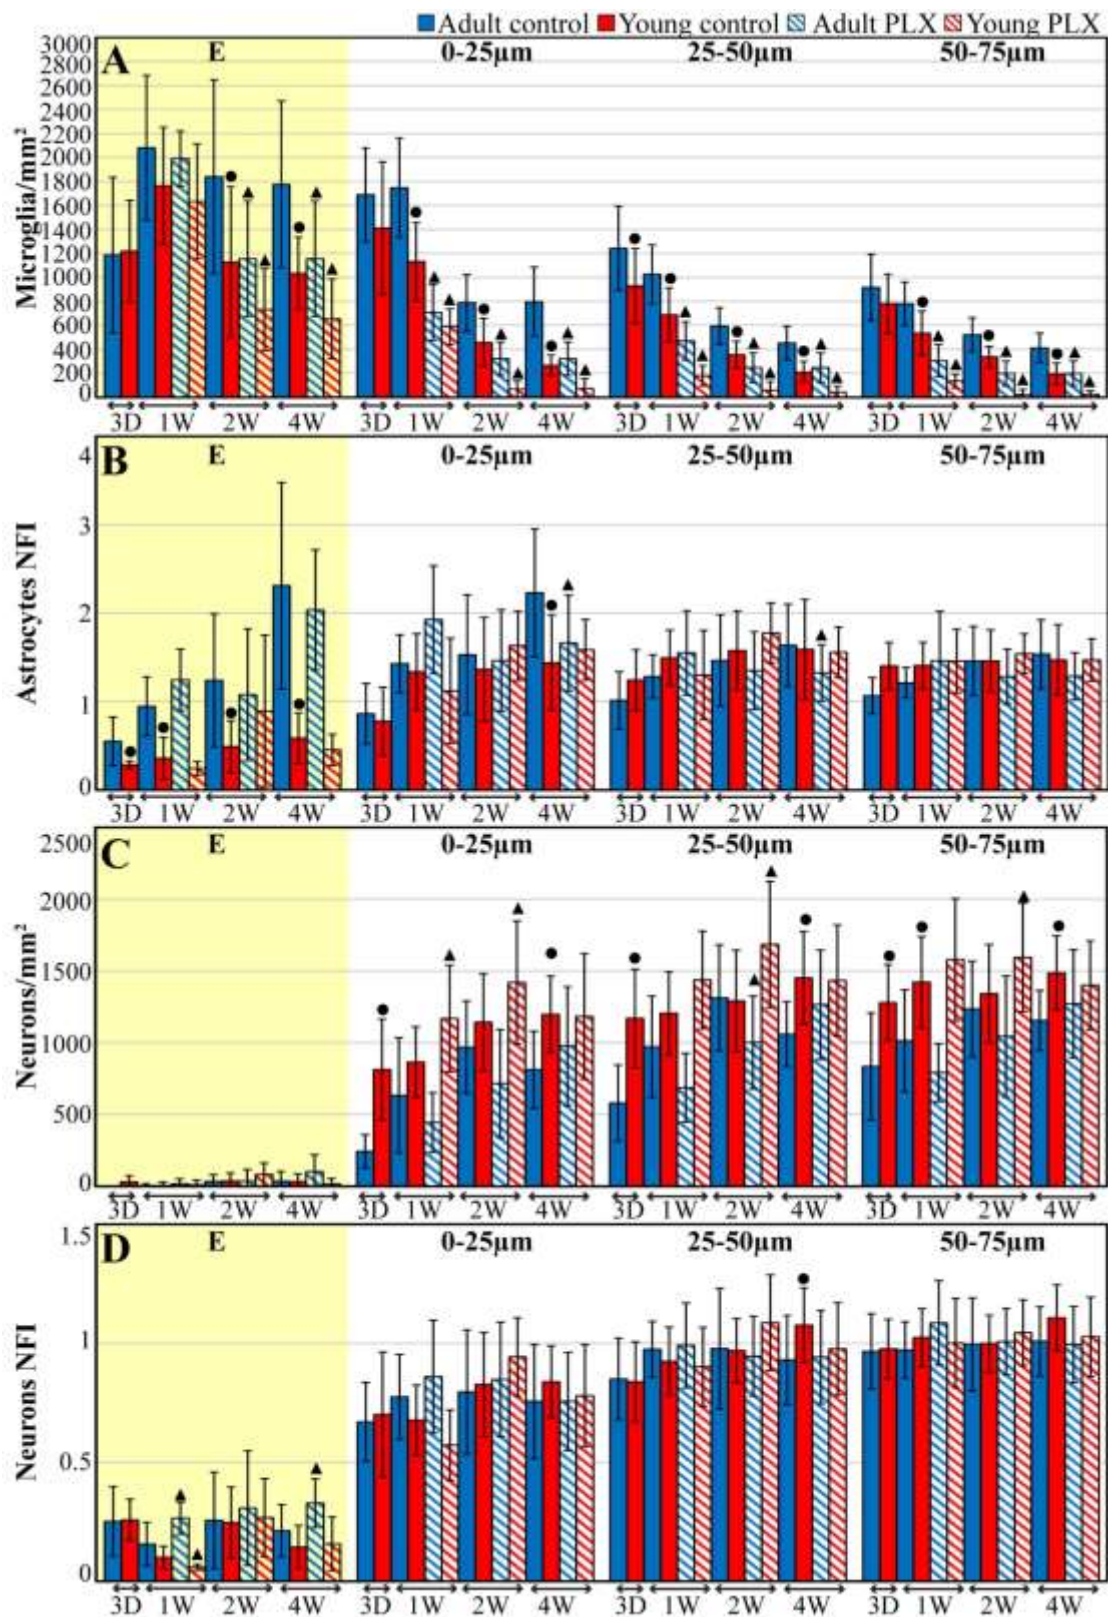 Adult control Young control Adult PLX Young PLX
A E 0-25µm 25-50µm 50-75µm
Microglia/mm²
3000
2800
2600
2400
2200
2000
1800
1600
1400
1200
1000
800
600
400
200
0
3D 1W 2W 4W 3D 1W 2W 4W 3D 1W 2W 4W 3D 1W 2W 4W
B E 0-25µm 25-50µm 50-75µm
Astrocytes NFI
4
3
2
1
0
3D 1W 2W 4W 3D 1W 2W 4W 3D 1W 2W 4W 3D 1W 2W 4W
C E 0-25µm 25-50µm 50-75µm
Neurons/mm²
2500
2000
1500
1000
500
0
3D 1W 2W 4W 3D 1W 2W 4W 3D 1W 2W 4W 3D 1W 2W 4W
D E 0-25µm 25-50µm 50-75µm
Neurons NFI
1.5
1
0.5
0
3D 1W 2W 4W 3D 1W 2W 4W 3D 1W 2W 4W 3D 1W 2W 4W